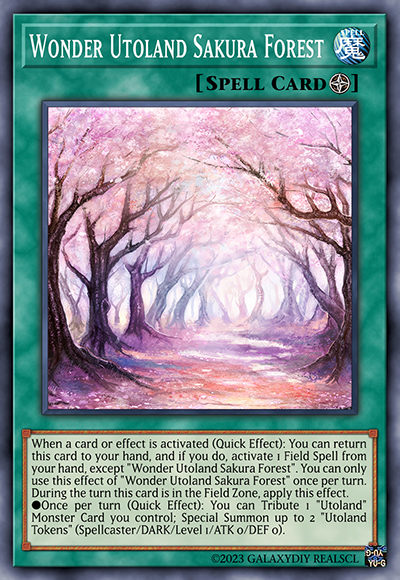 WONDER UTOLAND SAKURA FOREST
SPELL
魔
[SPELL CARD]
When a card or effect is activated (Quick Effect): You can return
this card to your hand, and if you do, activate 1 Field Spell from
your hand, except "Wonder Utoland Sakura Forest". You can only
use this effect of "Wonder Utoland Sakura Forest" once per turn.
During the turn this card is in the Field Zone, apply this effect.
●Once per turn (Quick Effect): You can Tribute 1 "Utoland"
Monster Card you control; Special Summon up to 2 "Utoland
Tokens" (Spellcaster/DARK/Level 1/ATK 0/DEF 0).
©2023 GALAXYDIY REALSCL
YU-G